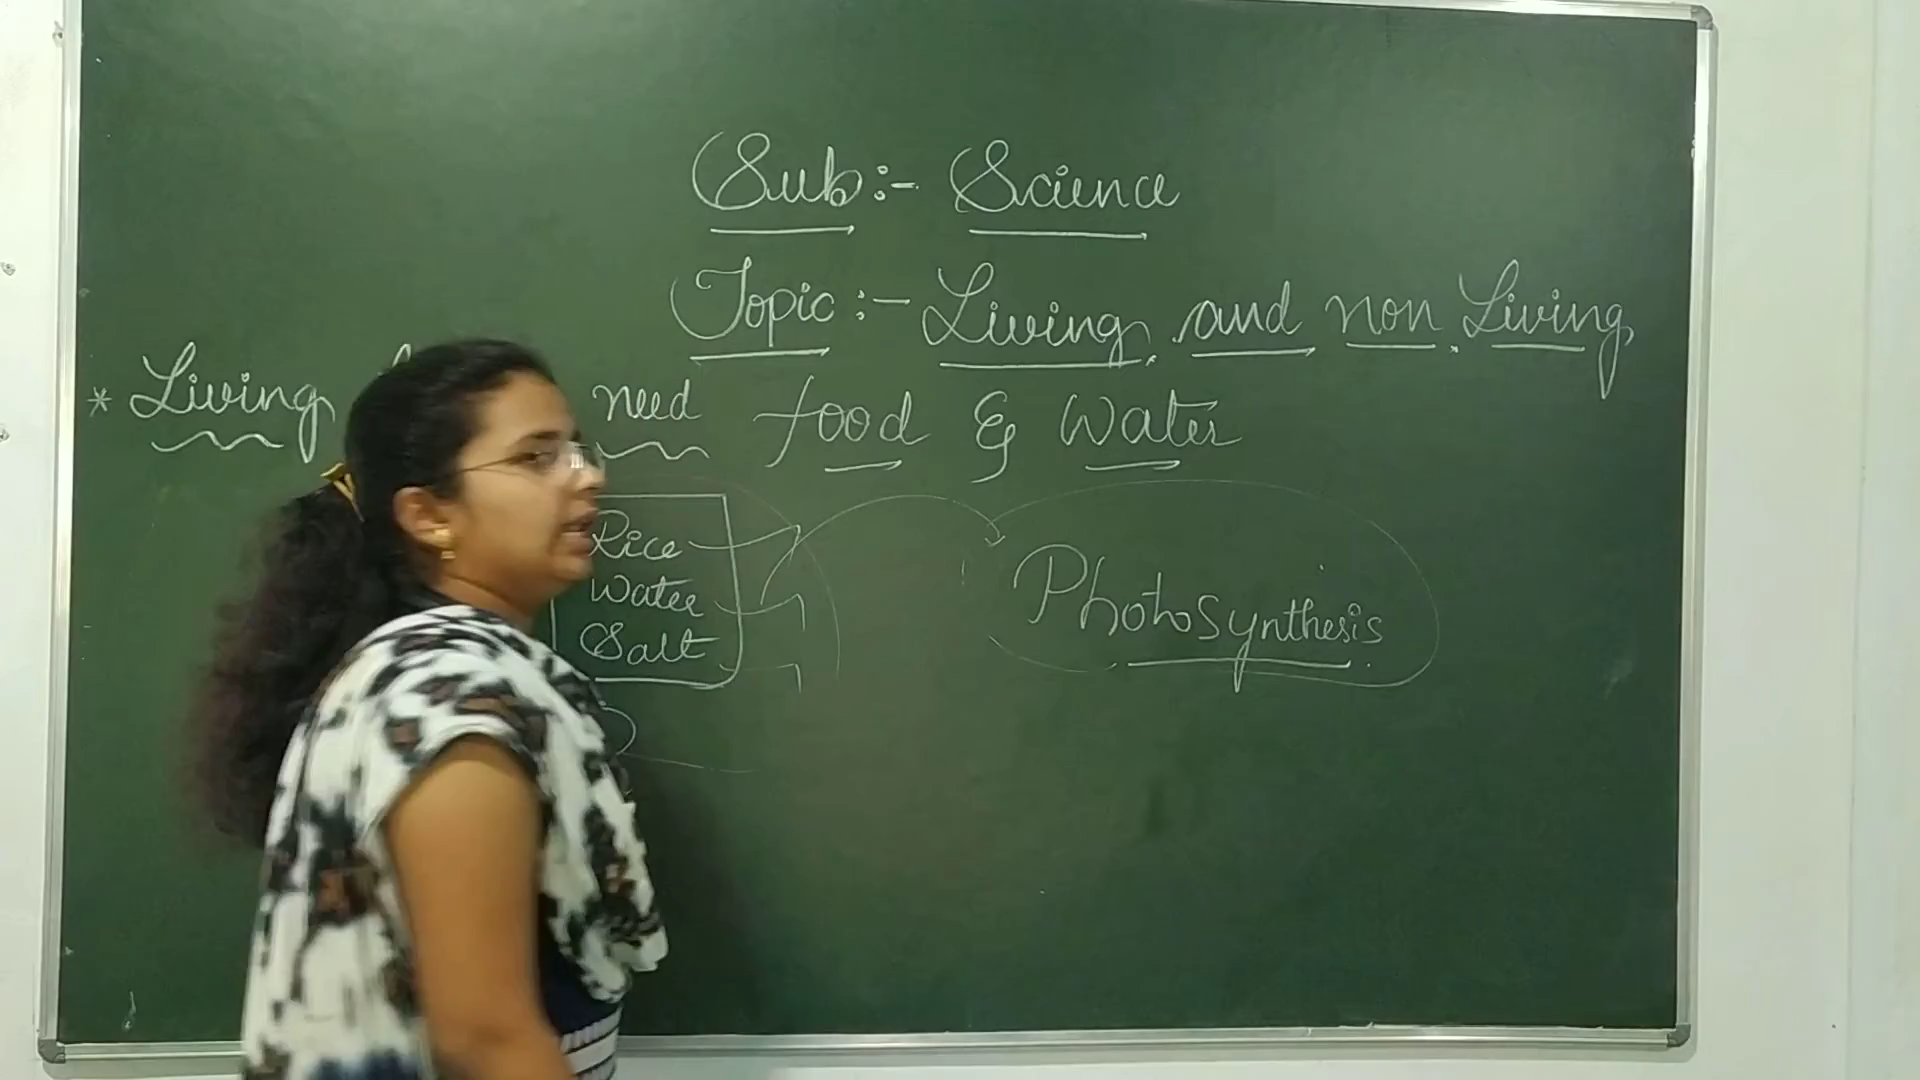 Sub:- Science
Topic:- Living and non Living
* Living need food & Water
Rice
Water
Salt
Photosynthesis